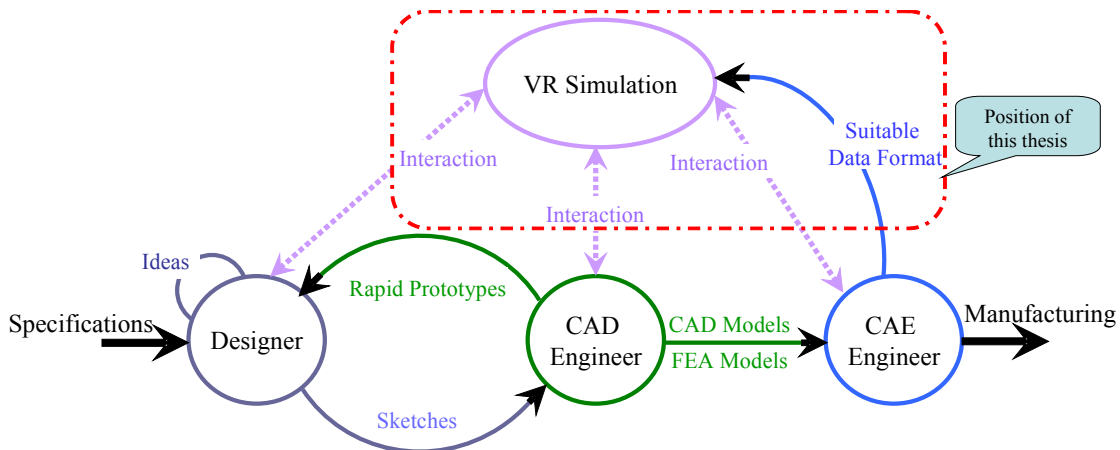 VR Simulation
Position of
this thesis
Suitable
Data Format
Interaction
Interaction
Interaction
Ideas
Rapid Prototypes
Specifications
Designer
CAD
Engineer
CAD Models
FEA Models
CAE
Engineer
Manufacturing
Sketches